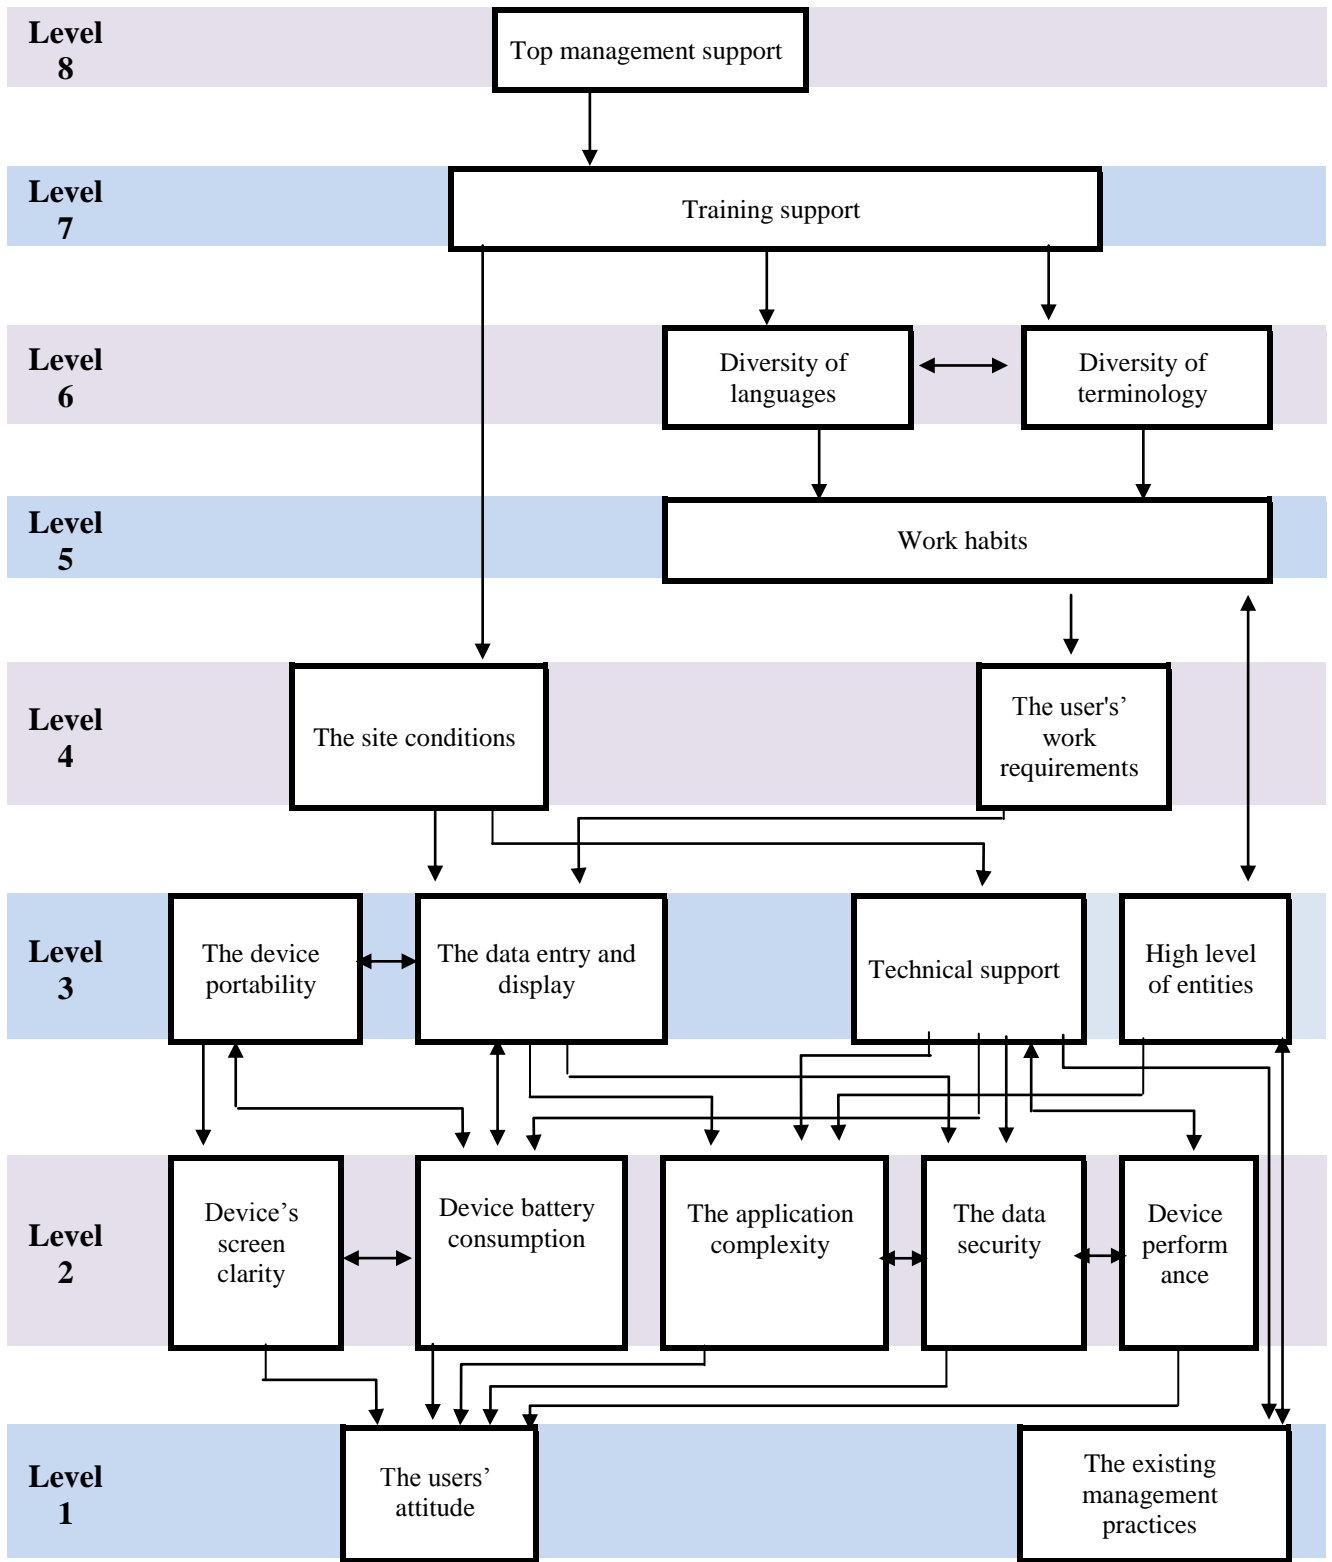 Level
8
Top management support
Level
7
Training support
Level
6
Diversity of
languages
Diversity of
terminology
Level
5
Work habits
Level
4
The site conditions
The user's’
work
requirements
Level
3
The device
portability
The data entry and
display
Technical support
High level
of entities
Level
2
Device’s
screen
clarity
Device battery
consumption
The application
complexity
The data
security
Device
perform
ance
Level
1
The users’
attitude
The existing
management
practices